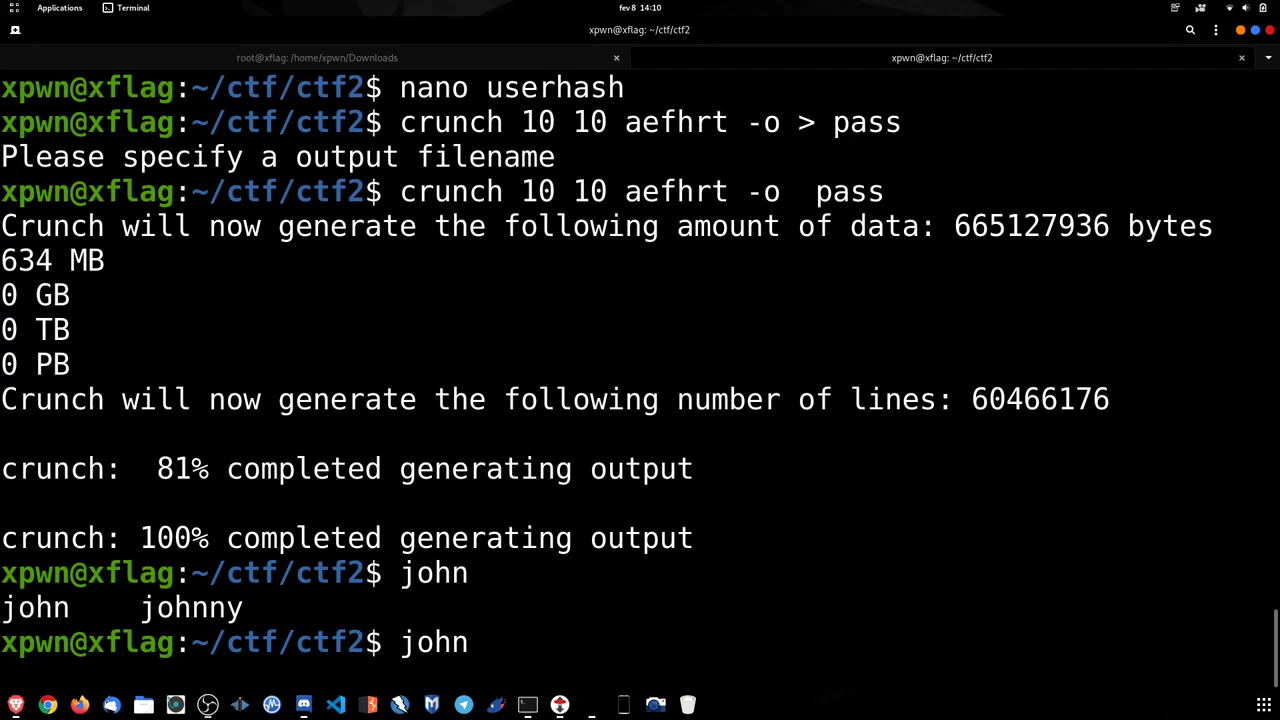 Applications Terminal fev 8 14:10
xpwn@xflag: ~/ctf/ctf2
root@xflag: /home/xpwn/Downloads xpwn@xflag: ~/ctf/ctf2
xpwn@xflag:~/ctf/ctf2$ nano userhash
xpwn@xflag:~/ctf/ctf2$ crunch 10 10 aefhrt -o > pass
Please specify a output filename
xpwn@xflag:~/ctf/ctf2$ crunch 10 10 aefhrt -o  pass
Crunch will now generate the following amount of data: 665127936 bytes
634 MB
0 GB
0 TB
0 PB
Crunch will now generate the following number of lines: 60466176
crunch:  81% completed generating output
crunch: 100% completed generating output
xpwn@xflag:~/ctf/ctf2$ john
john    johnny
xpwn@xflag:~/ctf/ctf2$ john